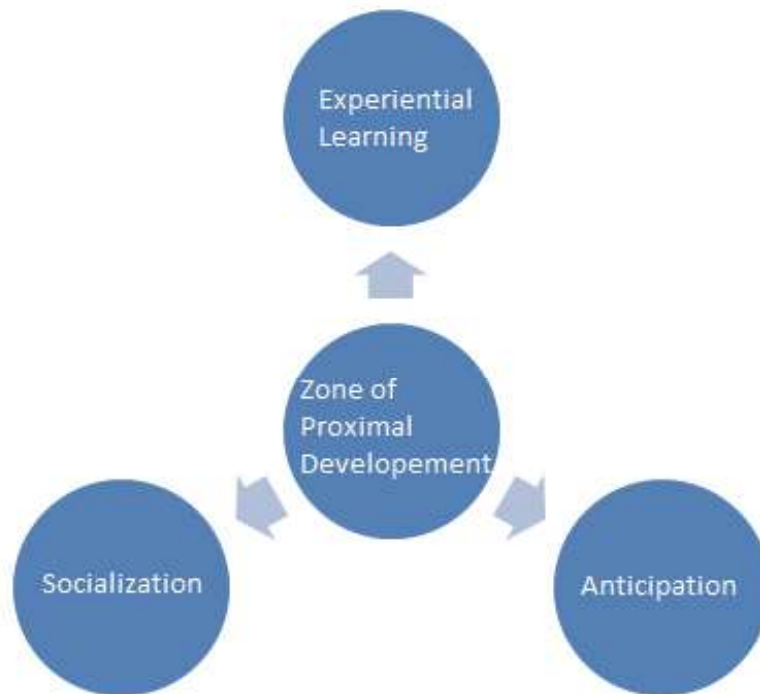 Experiential
Learning
Zone of
Proximal
Developement
Socialization
Anticipation